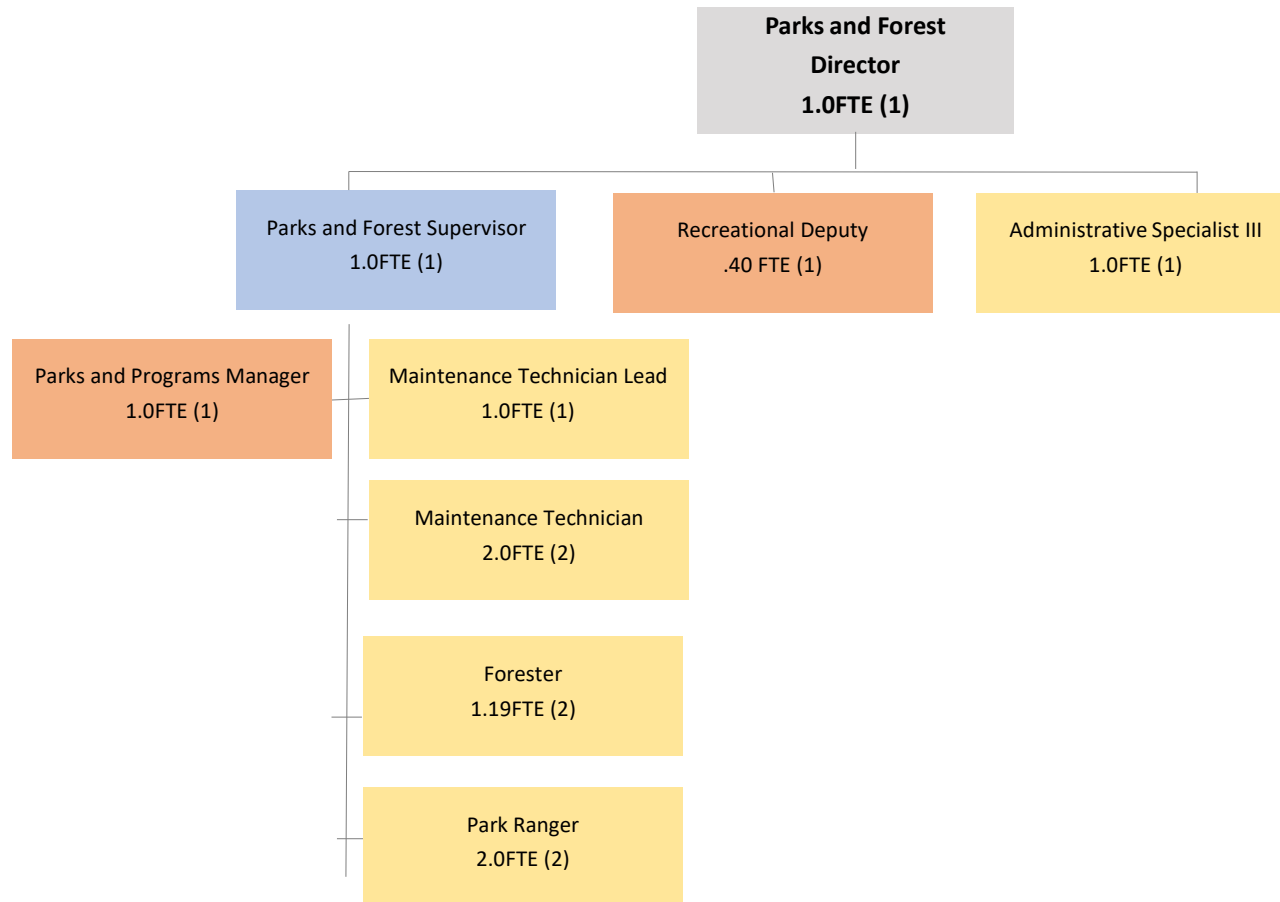 Parks and Forest
Director
1.0FTE (1)
Parks and Forest Supervisor
1.0FTE (1)
Recreational Deputy
.40 FTE (1)
Administrative Specialist III
1.0FTE (1)
Parks and Programs Manager
1.0FTE (1)
Maintenance Technician Lead
1.0FTE (1)
Maintenance Technician
2.0FTE (2)
Forester
1.19FTE (2)
Park Ranger
2.0FTE (2)